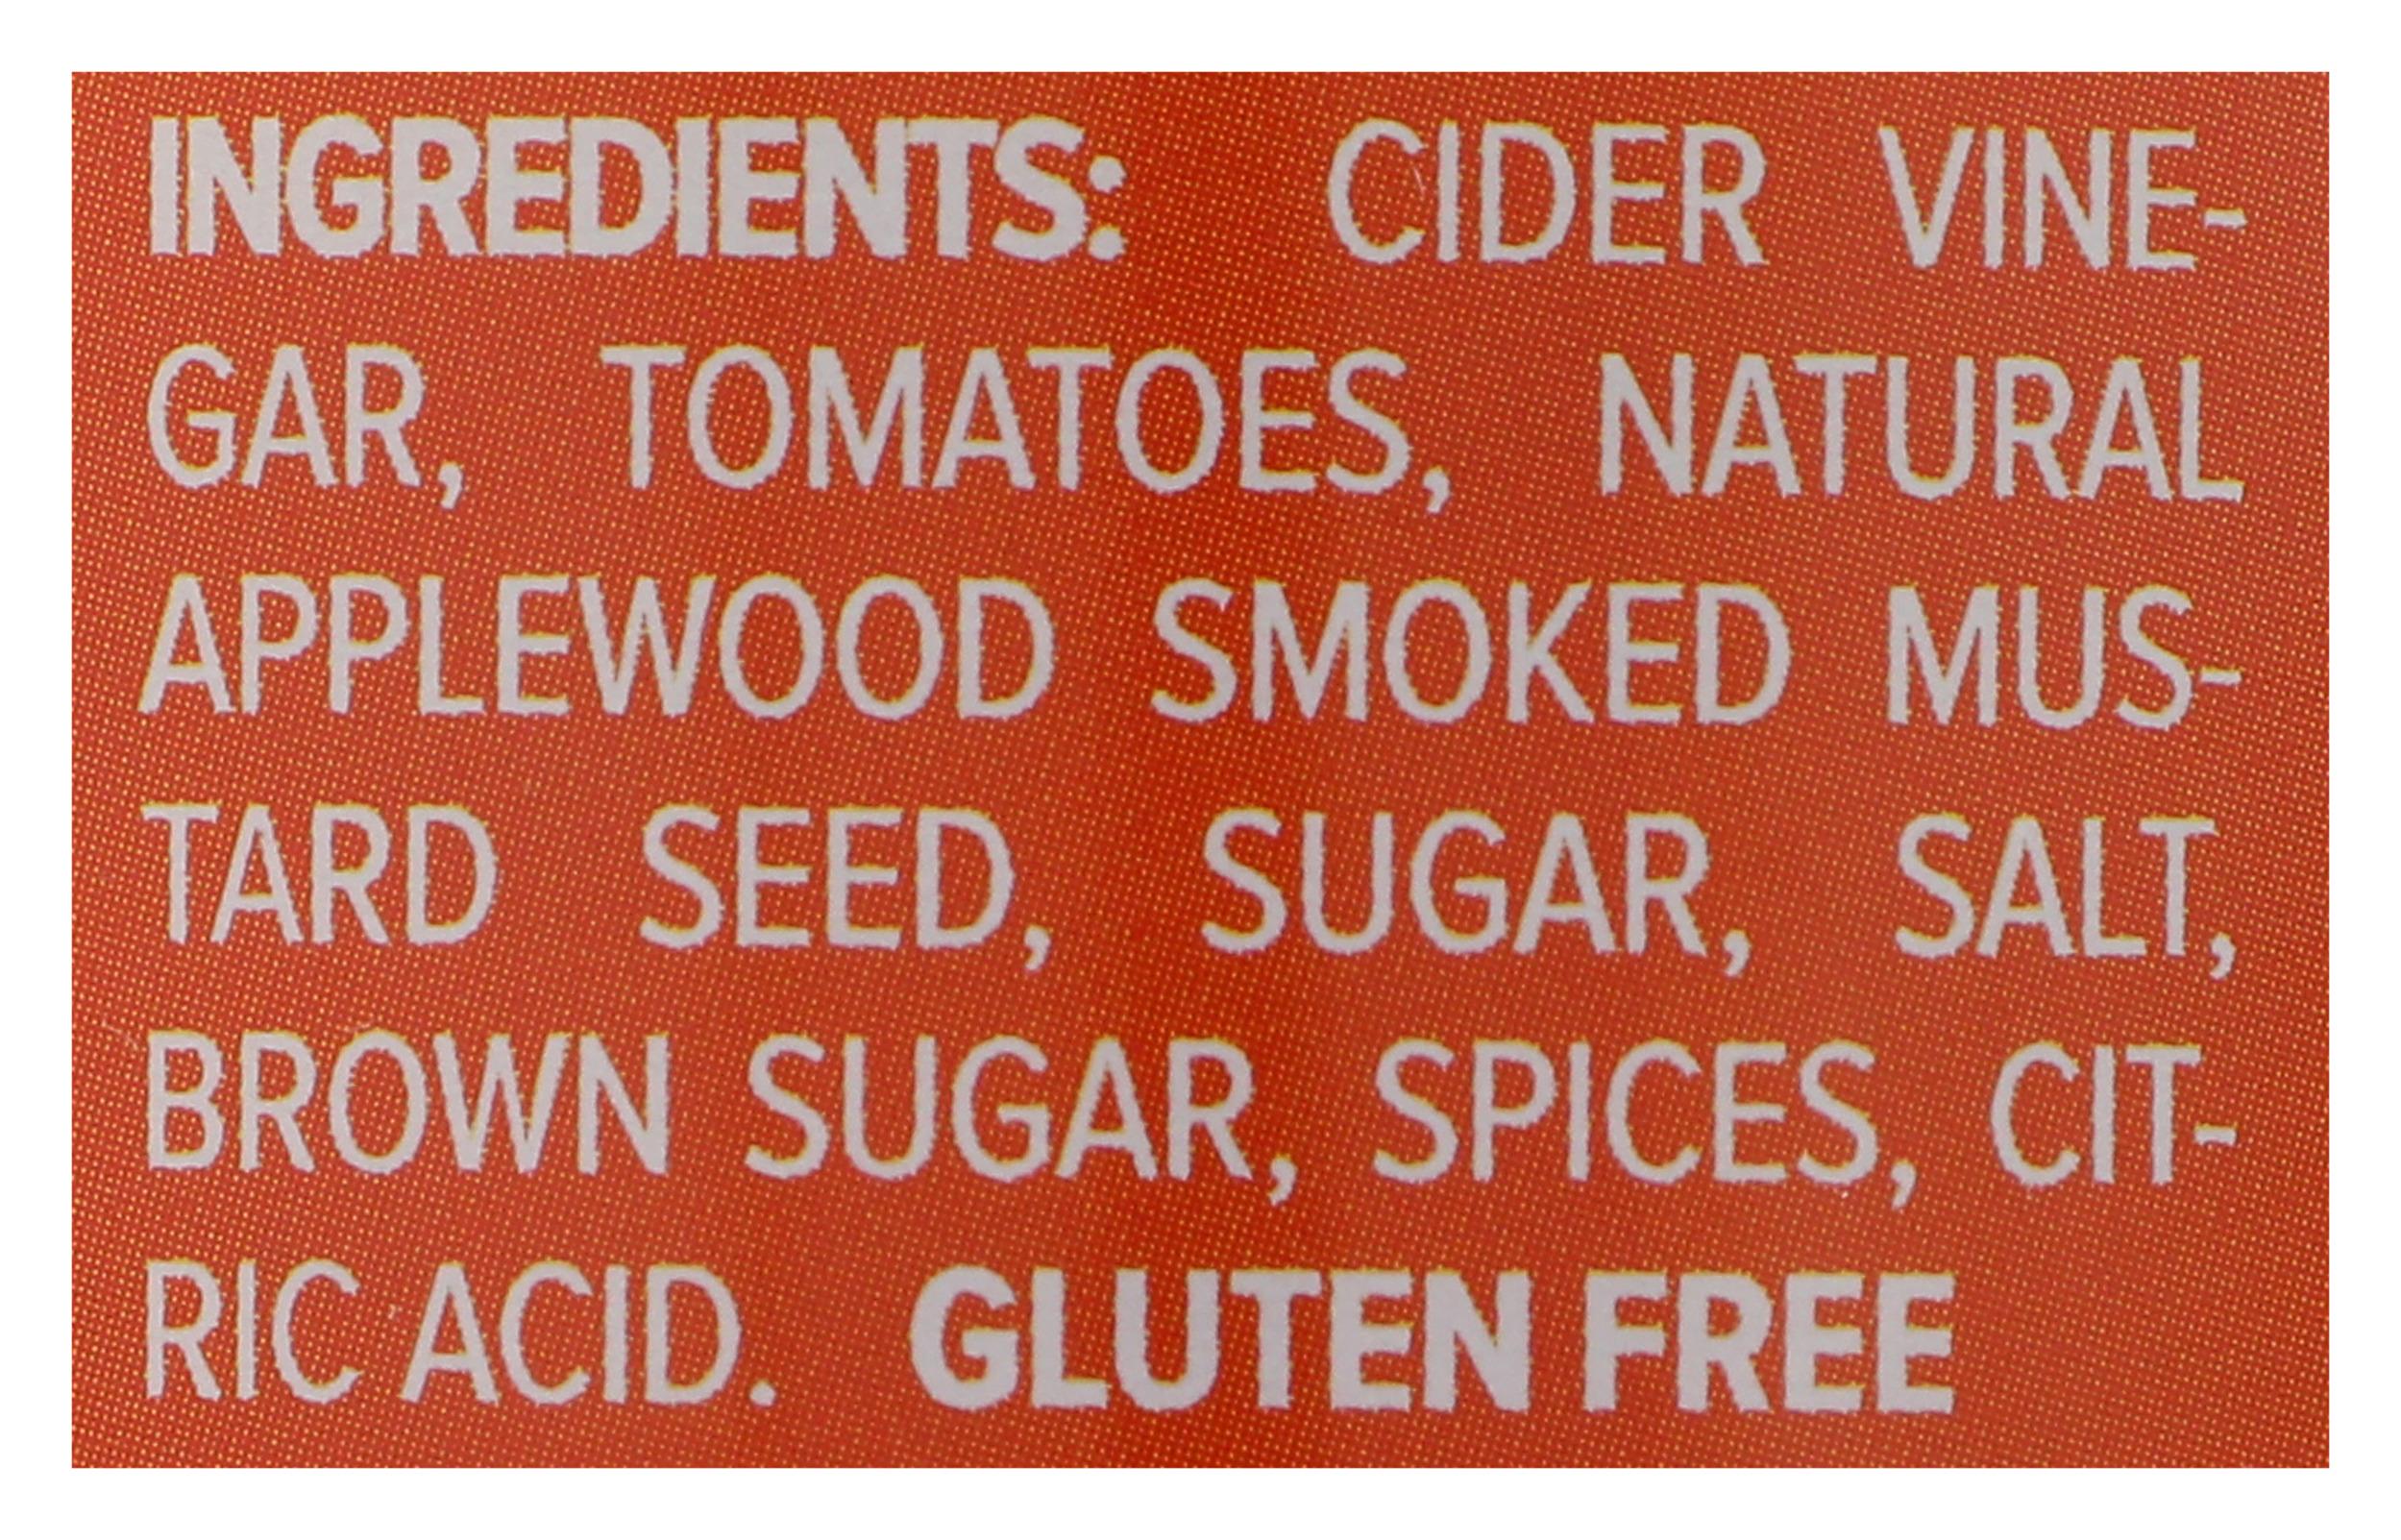 INGREDIENTS: CIDER VINE-
GAR, TOMATOES, NATURAL
APPLEWOOD SMOKED MUS-
TARD SEED, SUGAR, SALT,
BROWN SUGAR, SPICES, CIT-
RIC ACID. GLUTEN FREE